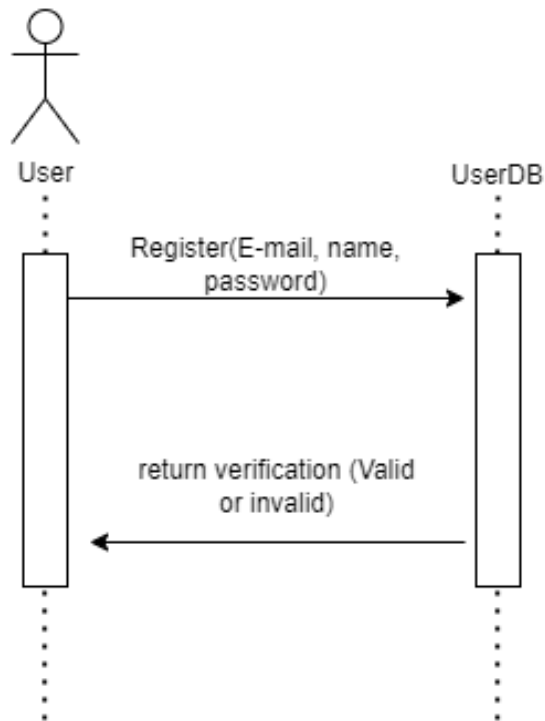 User
UserDB
Register(E-mail, name,
password)
return verification (Valid
or invalid)